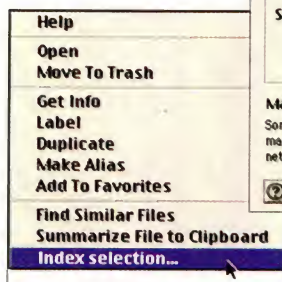 Help
Open
Move To Trash
Get Info
Label
Duplicate
Make Alias
Add To Favorites
Find Similar Files
Summarize File to Clipboard
Index selection...